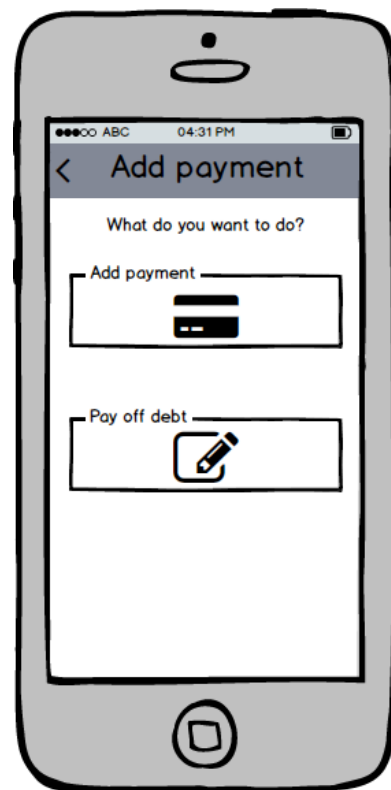 ABC 04:31 PM
Add payment
What do you want to do?
Add payment
Pay off debt